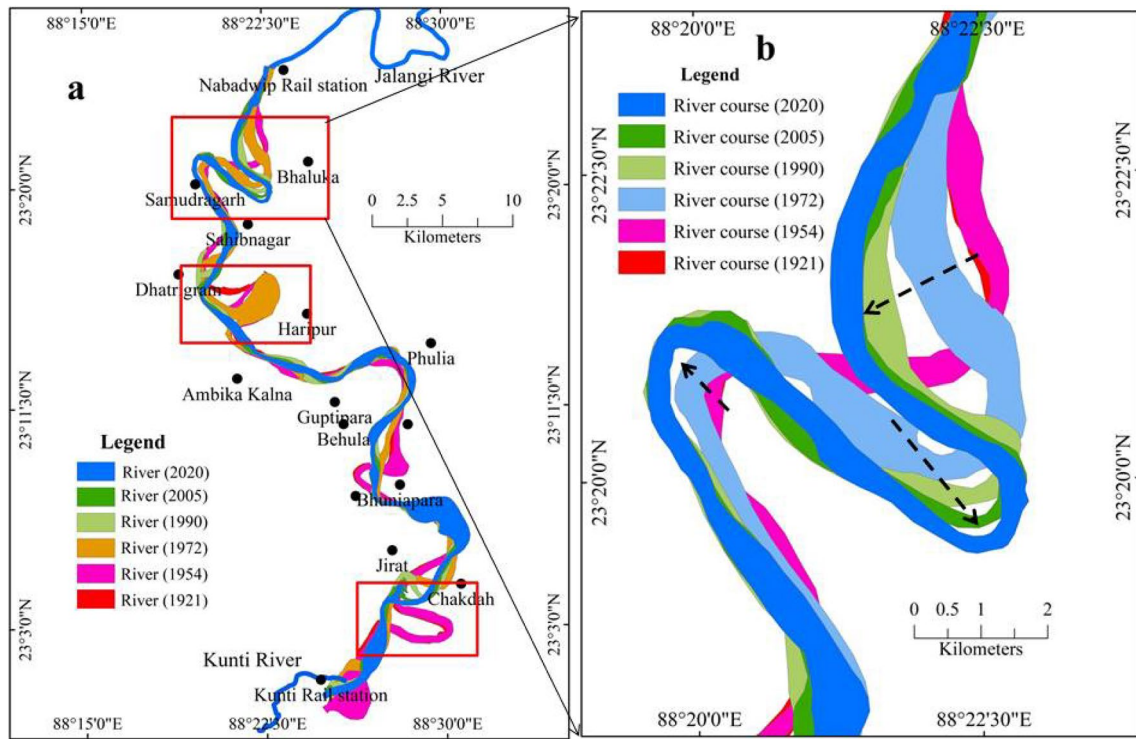 88°15'0"E
88°22'30"E
88°30'0"E
a
Nabadwip Rail station
Jalangi River
Bhaluka
Samudragarh
0 2.5 5 10
Kilometers
Sahibnagar
Dhatrigram
Haripur
Phulia
Ambika Kalna
Guptipara
Behula
Bhuniapara
Jirat
Chakdah
Kunti River
Kunti Rail station
Legend
River (2020)
River (2005)
River (1990)
River (1972)
River (1954)
River (1921)
23°20'0"N
23°11'30"N
23°3'0"N
23°20'0"N
23°11'30"N
23°3'0"N
88°15'0"E
88°22'30"E
88°30'0"E
88°20'0"E
88°22'30"E
b
Legend
River course (2020)
River course (2005)
River course (1990)
River course (1972)
River course (1954)
River course (1921)
23°22'30"N
23°20'0"N
23°22'30"N
23°20'0"N
0 0.5 1 2
Kilometers
88°20'0"E
88°22'30"E